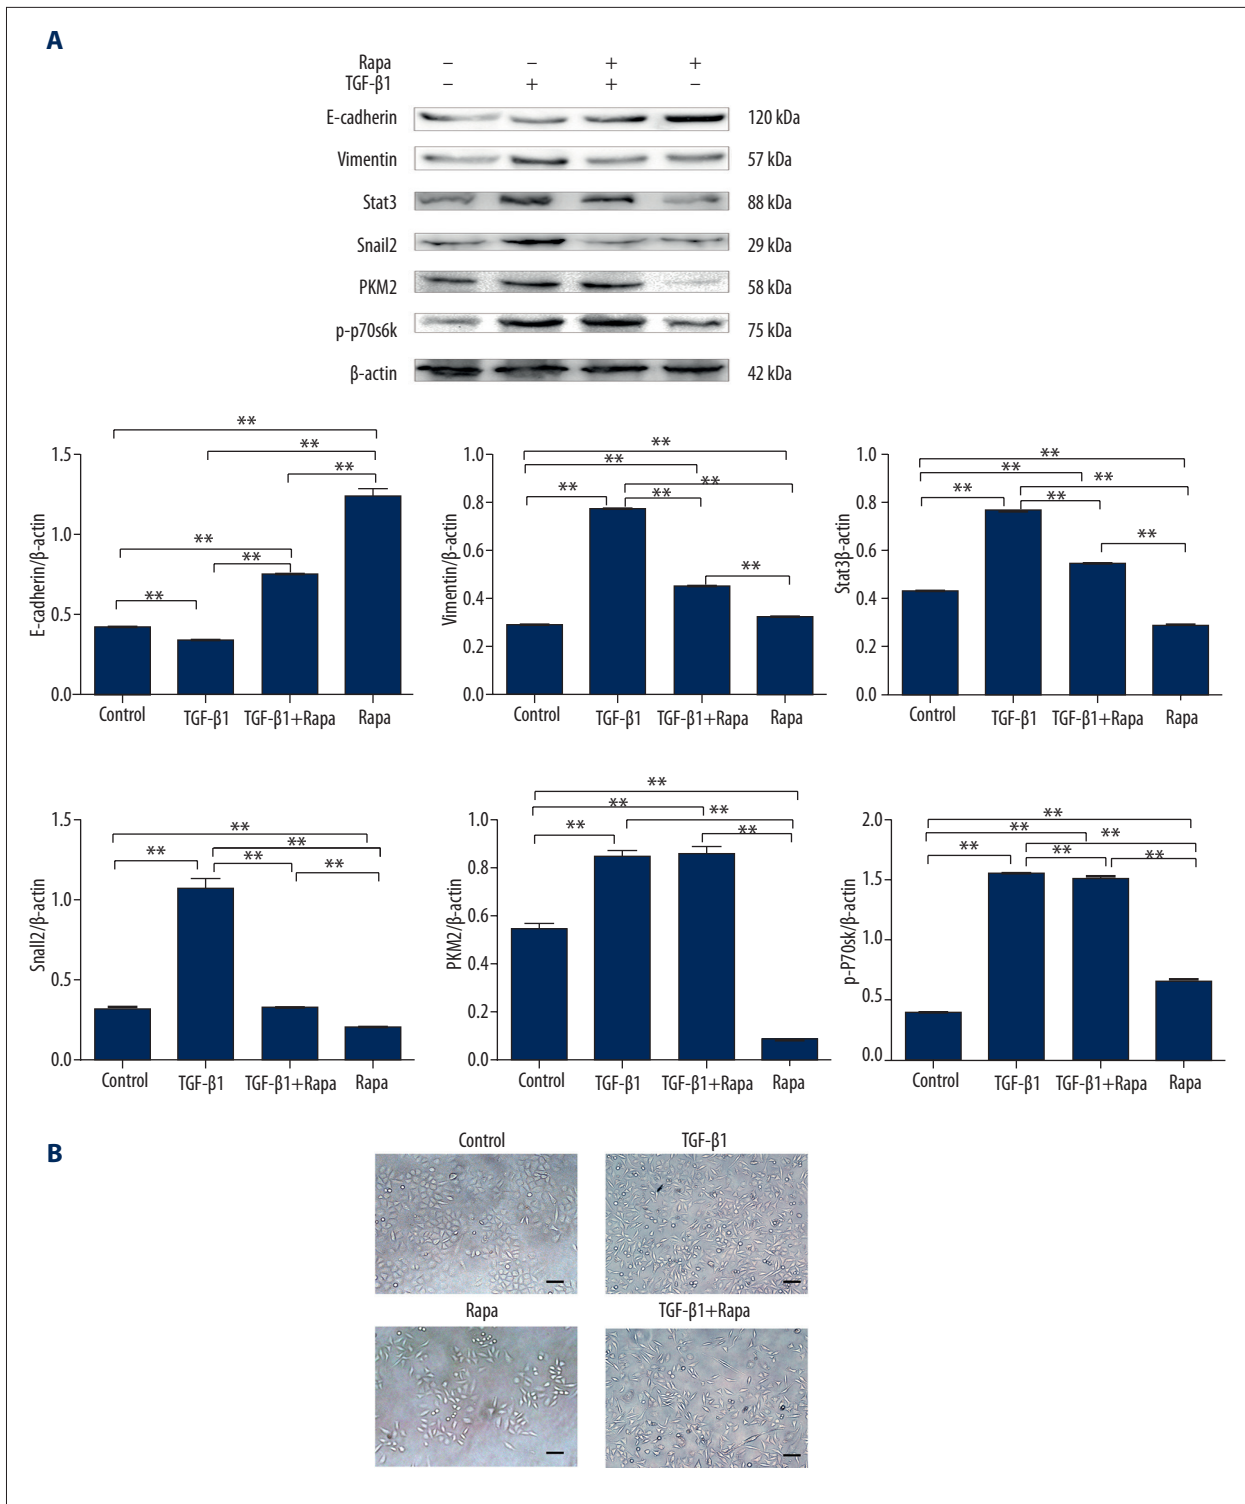 A
Rapa – – + +
TGF-β1 – + + –
E-cadherin 120 kDa
Vimentin 57 kDa
Stat3 88 kDa
Snail2 29 kDa
PKM2 58 kDa
p-p70s6k 75 kDa
β-actin 42 kDa
E-cadherin/β-actin
1.5
1.0
0.5
0.0
** ** ** ** ** **
Control TGF-β1 TGF-β1+Rapa Rapa
Vimentin/β-actin
1.0
0.8
0.6
0.4
0.2
0.0
** ** ** ** ** **
Control TGF-β1 TGF-β1+Rapa Rapa
Stat3β-actin
1.0
0.8
0.6
0.4
0.2
0.0
** ** ** ** ** **
Control TGF-β1 TGF-β1+Rapa Rapa
Snall2/β-actin
1.5
1.0
0.5
0.0
** ** ** ** **
Control TGF-β1 TGF-β1+Rapa Rapa
PKM2/β-actin
1.0
0.8
0.6
0.4
0.2
0.0
** ** ** ** **
Control TGF-β1 TGF-β1+Rapa Rapa
p-P70sk/β-actin
2.0
1.5
1.0
0.5
0.0
** ** ** ** ** **
Control TGF-β1 TGF-β1+Rapa Rapa
B
Control TGF-β1
Rapa TGF-β1+Rapa